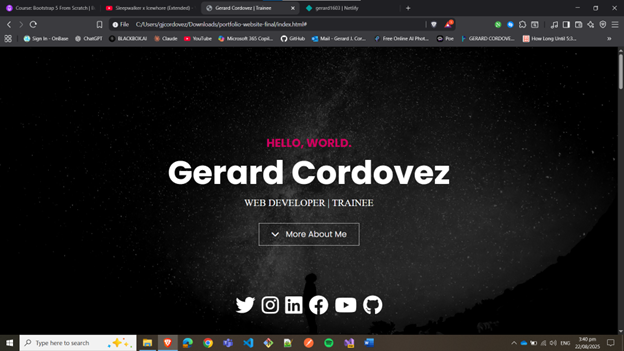 Course: Bootstrap 5 From Scratch |
Sleepwalker x Icewhore (Extended)
Gerard Cordovez | Trainee
gerard1603 | Netlify
File
C:/Users/gjcordovez/Downloads/portfolio-website-final/index.html#
Sign In - OnBase
ChatGPT
BLACKBOX.AI
Claude
YouTube
Microsoft 365 Copil...
GitHub
Mail - Gerard L Cor...
Free Online AI Phot...
Poe
GERARD CORDOVE...
How Long Until 5:3...
HELLO, WORLD.
Gerard Cordovez
WEB DEVELOPER | TRAINEE
More About Me
Type here to search
ENG
3:40 pm
22/08/2025